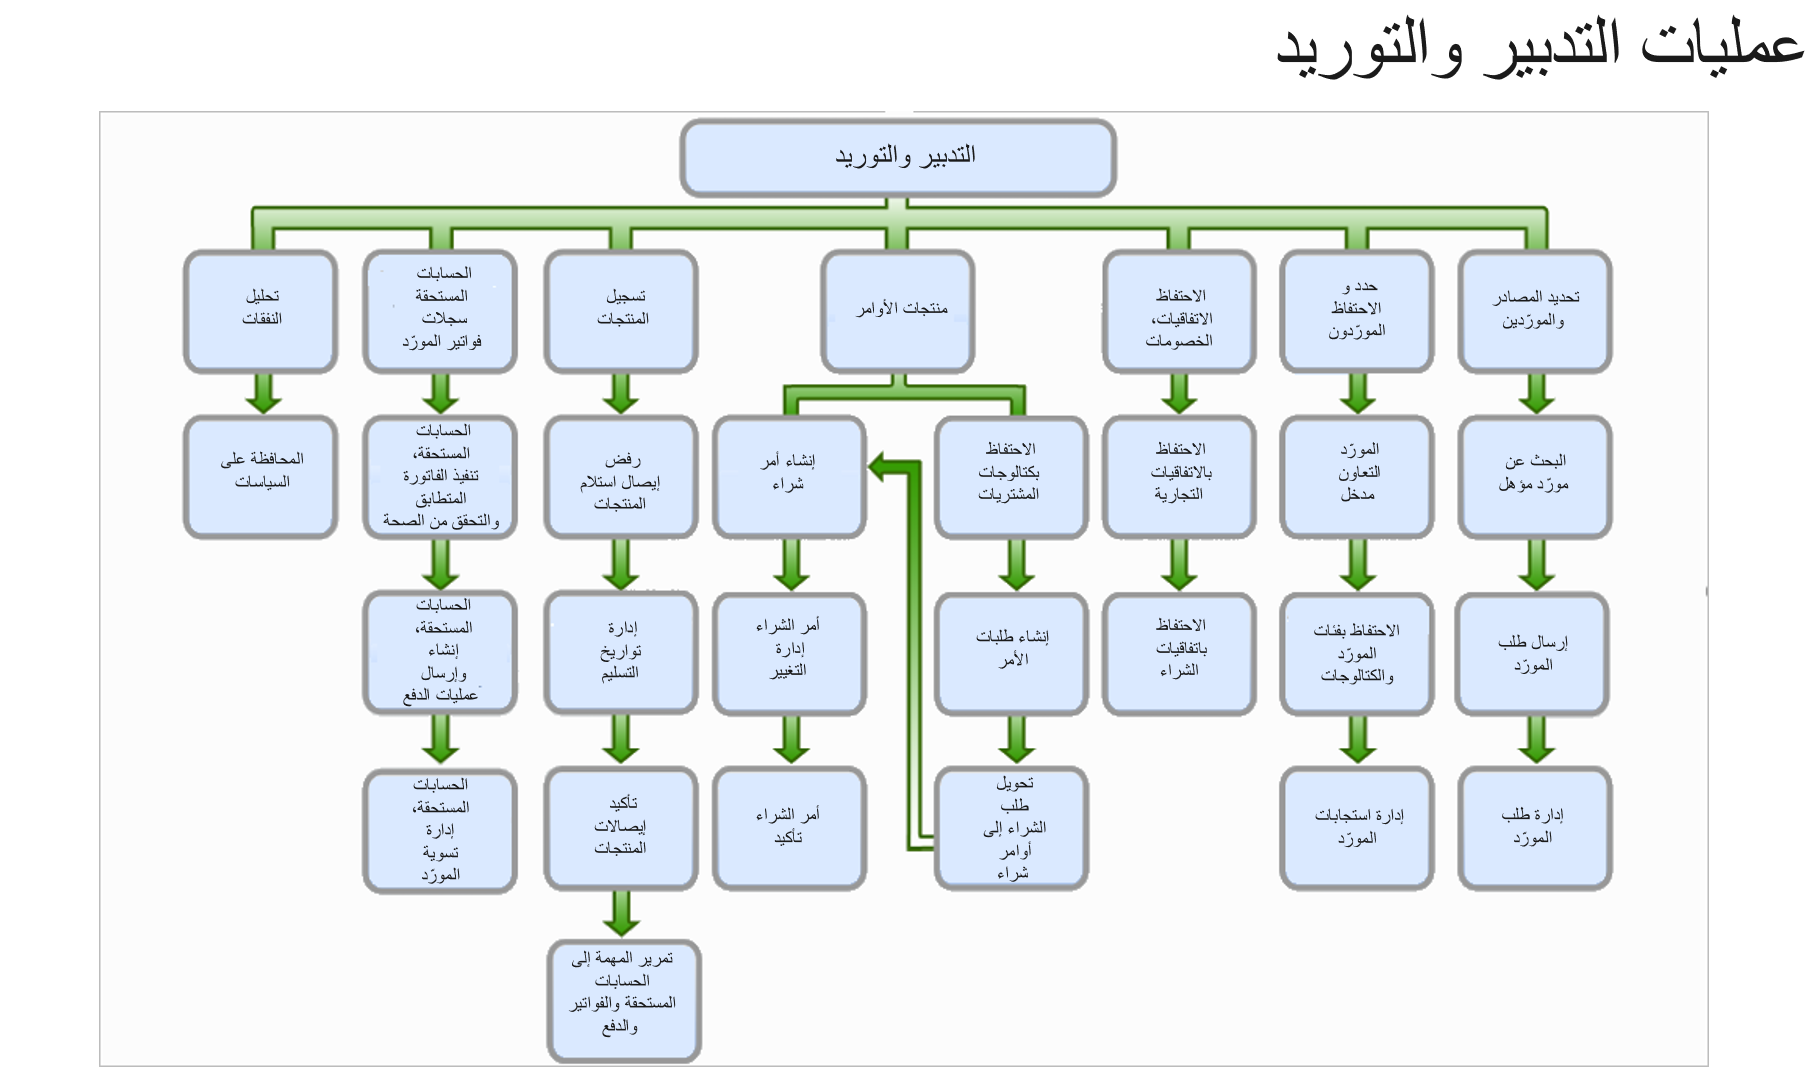 عمليات التدبير والتوريد
التدبير والتوريد
تحديد المصادر
والمورّدين
حدد و
الاحتفاظ
المورّدون
الاحتفاظ
الاتفاقيات،
الخصومات
منتجات الأوامر
تسجيل
المنتجات
الحسابات
المستحقة
سجلات
فواتير المورّد
تحليل
النفقات
البحث عن
مورّد مؤهل
المورّد
التعاون
مدخل
الاحتفاظ
بالاتفاقيات
التجارية
الاحتفاظ
بكتالوجات
المشتريات
إنشاء أمر
شراء
رفض
إيصال استلام
المنتجات
الحسابات
المستحقة،
تنفيذ الفاتورة
المتطابق
والتحقق من الصحة
المحافظة على
السياسات
إرسال طلب
المورّد
الاحتفاظ بفئات
المورّد
والكتالوجات
الاحتفاظ
باتفاقيات
الشراء
إنشاء طلبات
الأمر
أمر الشراء
إدارة
التغيير
إدارة
تواريخ
التسليم
الحسابات
المستحقة،
إنشاء
وإرسال
عمليات الدفع
إدارة طلب
المورّد
إدارة استجابات
المورّد
تحويل
طلب
الشراء إلى
أوامر
شراء
أمر الشراء
تأكيد
تأكيد
إيصالات
المنتجات
الحسابات
المستحقة،
إدارة
تسوية
المورّد
تمرير المهمة إلى
الحسابات
المستحقة والفواتير
والدفع